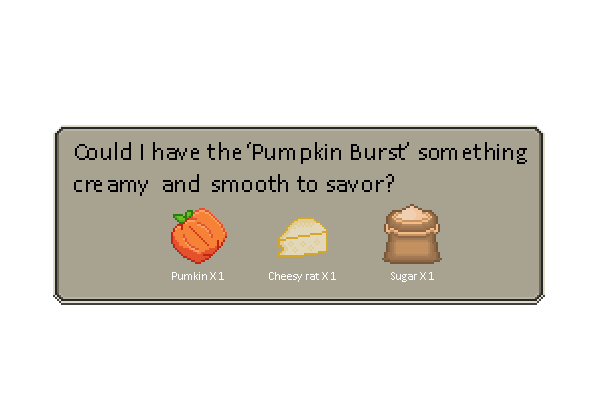 Could I have the 'Pumpkin Burst' something
creamy and smooth to savor?
Pumkin X 1
Cheesy rat X 1
Sugar X 1